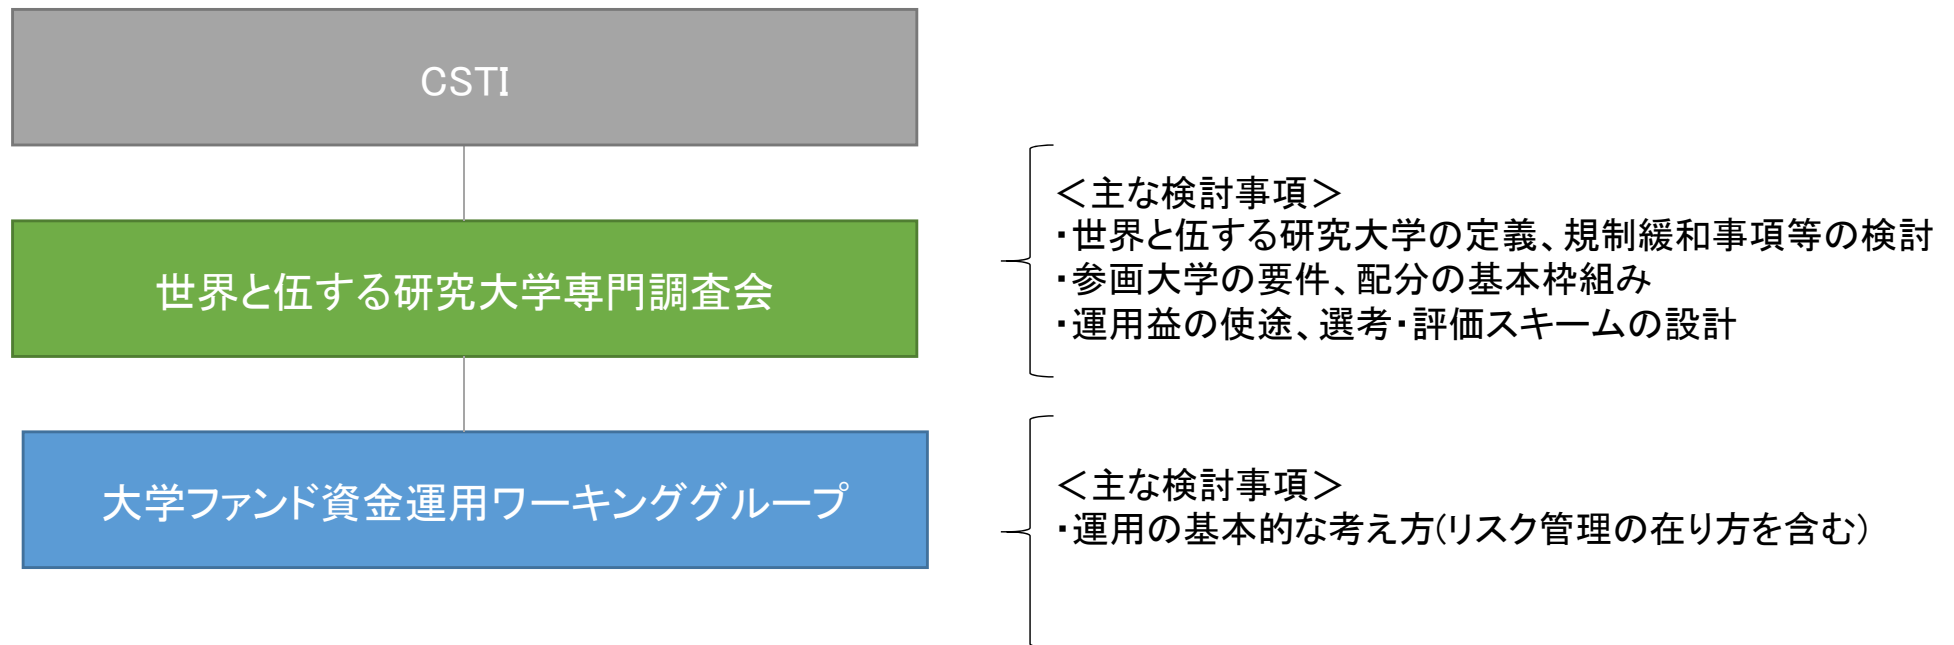 CSTI
世界と伍する研究大学専門調査会
＜主な検討事項＞
・世界と伍する研究大学の定義、規制緩和事項等の検討
・参画大学の要件、配分の基本枠組み
・運用益の使途、選考・評価スキームの設計
大学ファンド資金運用ワーキンググループ
＜主な検討事項＞
・運用の基本的な考え方(リスク管理の在り方を含む）